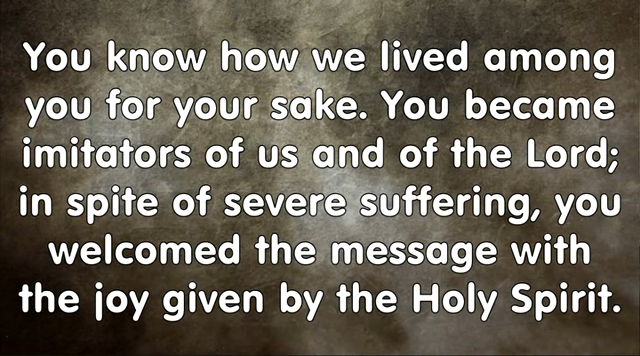 You know how we lived among
you for your sake. You became
imitators of us and of the Lord;
in spite of severe suffering, you
welcomed the message with
the joy given by the Holy Spirit.